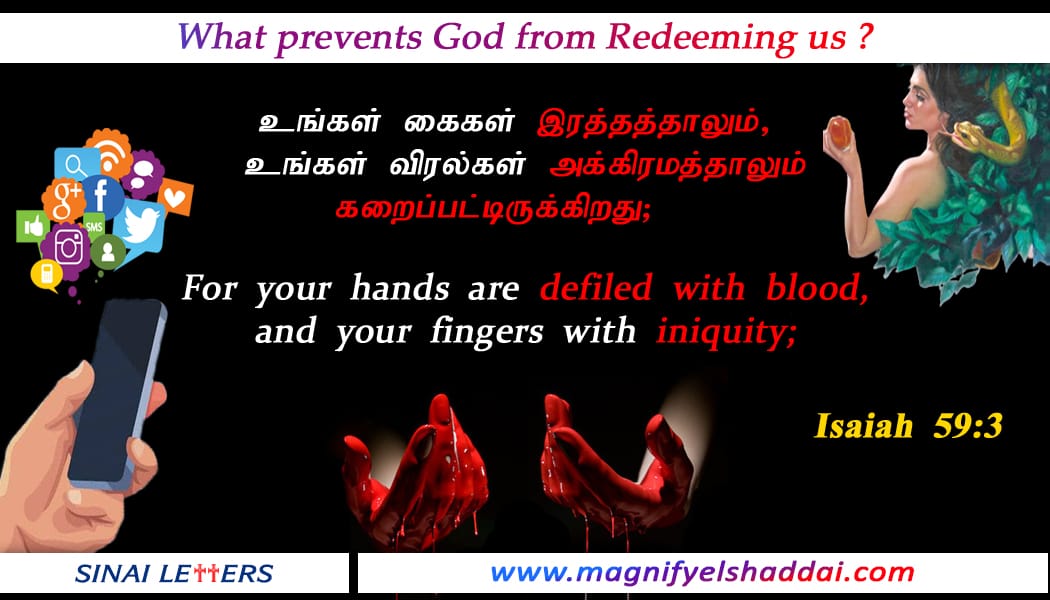 What prevents God from Redeeming us ?
உங்கள் கைகள் இரத்தத்தாலும்,
உங்கள் விரல்கள் அக்கிரமத்தாலும்
கறைப்பட்டிருக்கிறது;
For your hands are defiled with blood,
and your fingers with iniquity;
Isaiah 59:3
g+
f
SMS
SINAI LETTERS
www.magnifyelshaddai.com